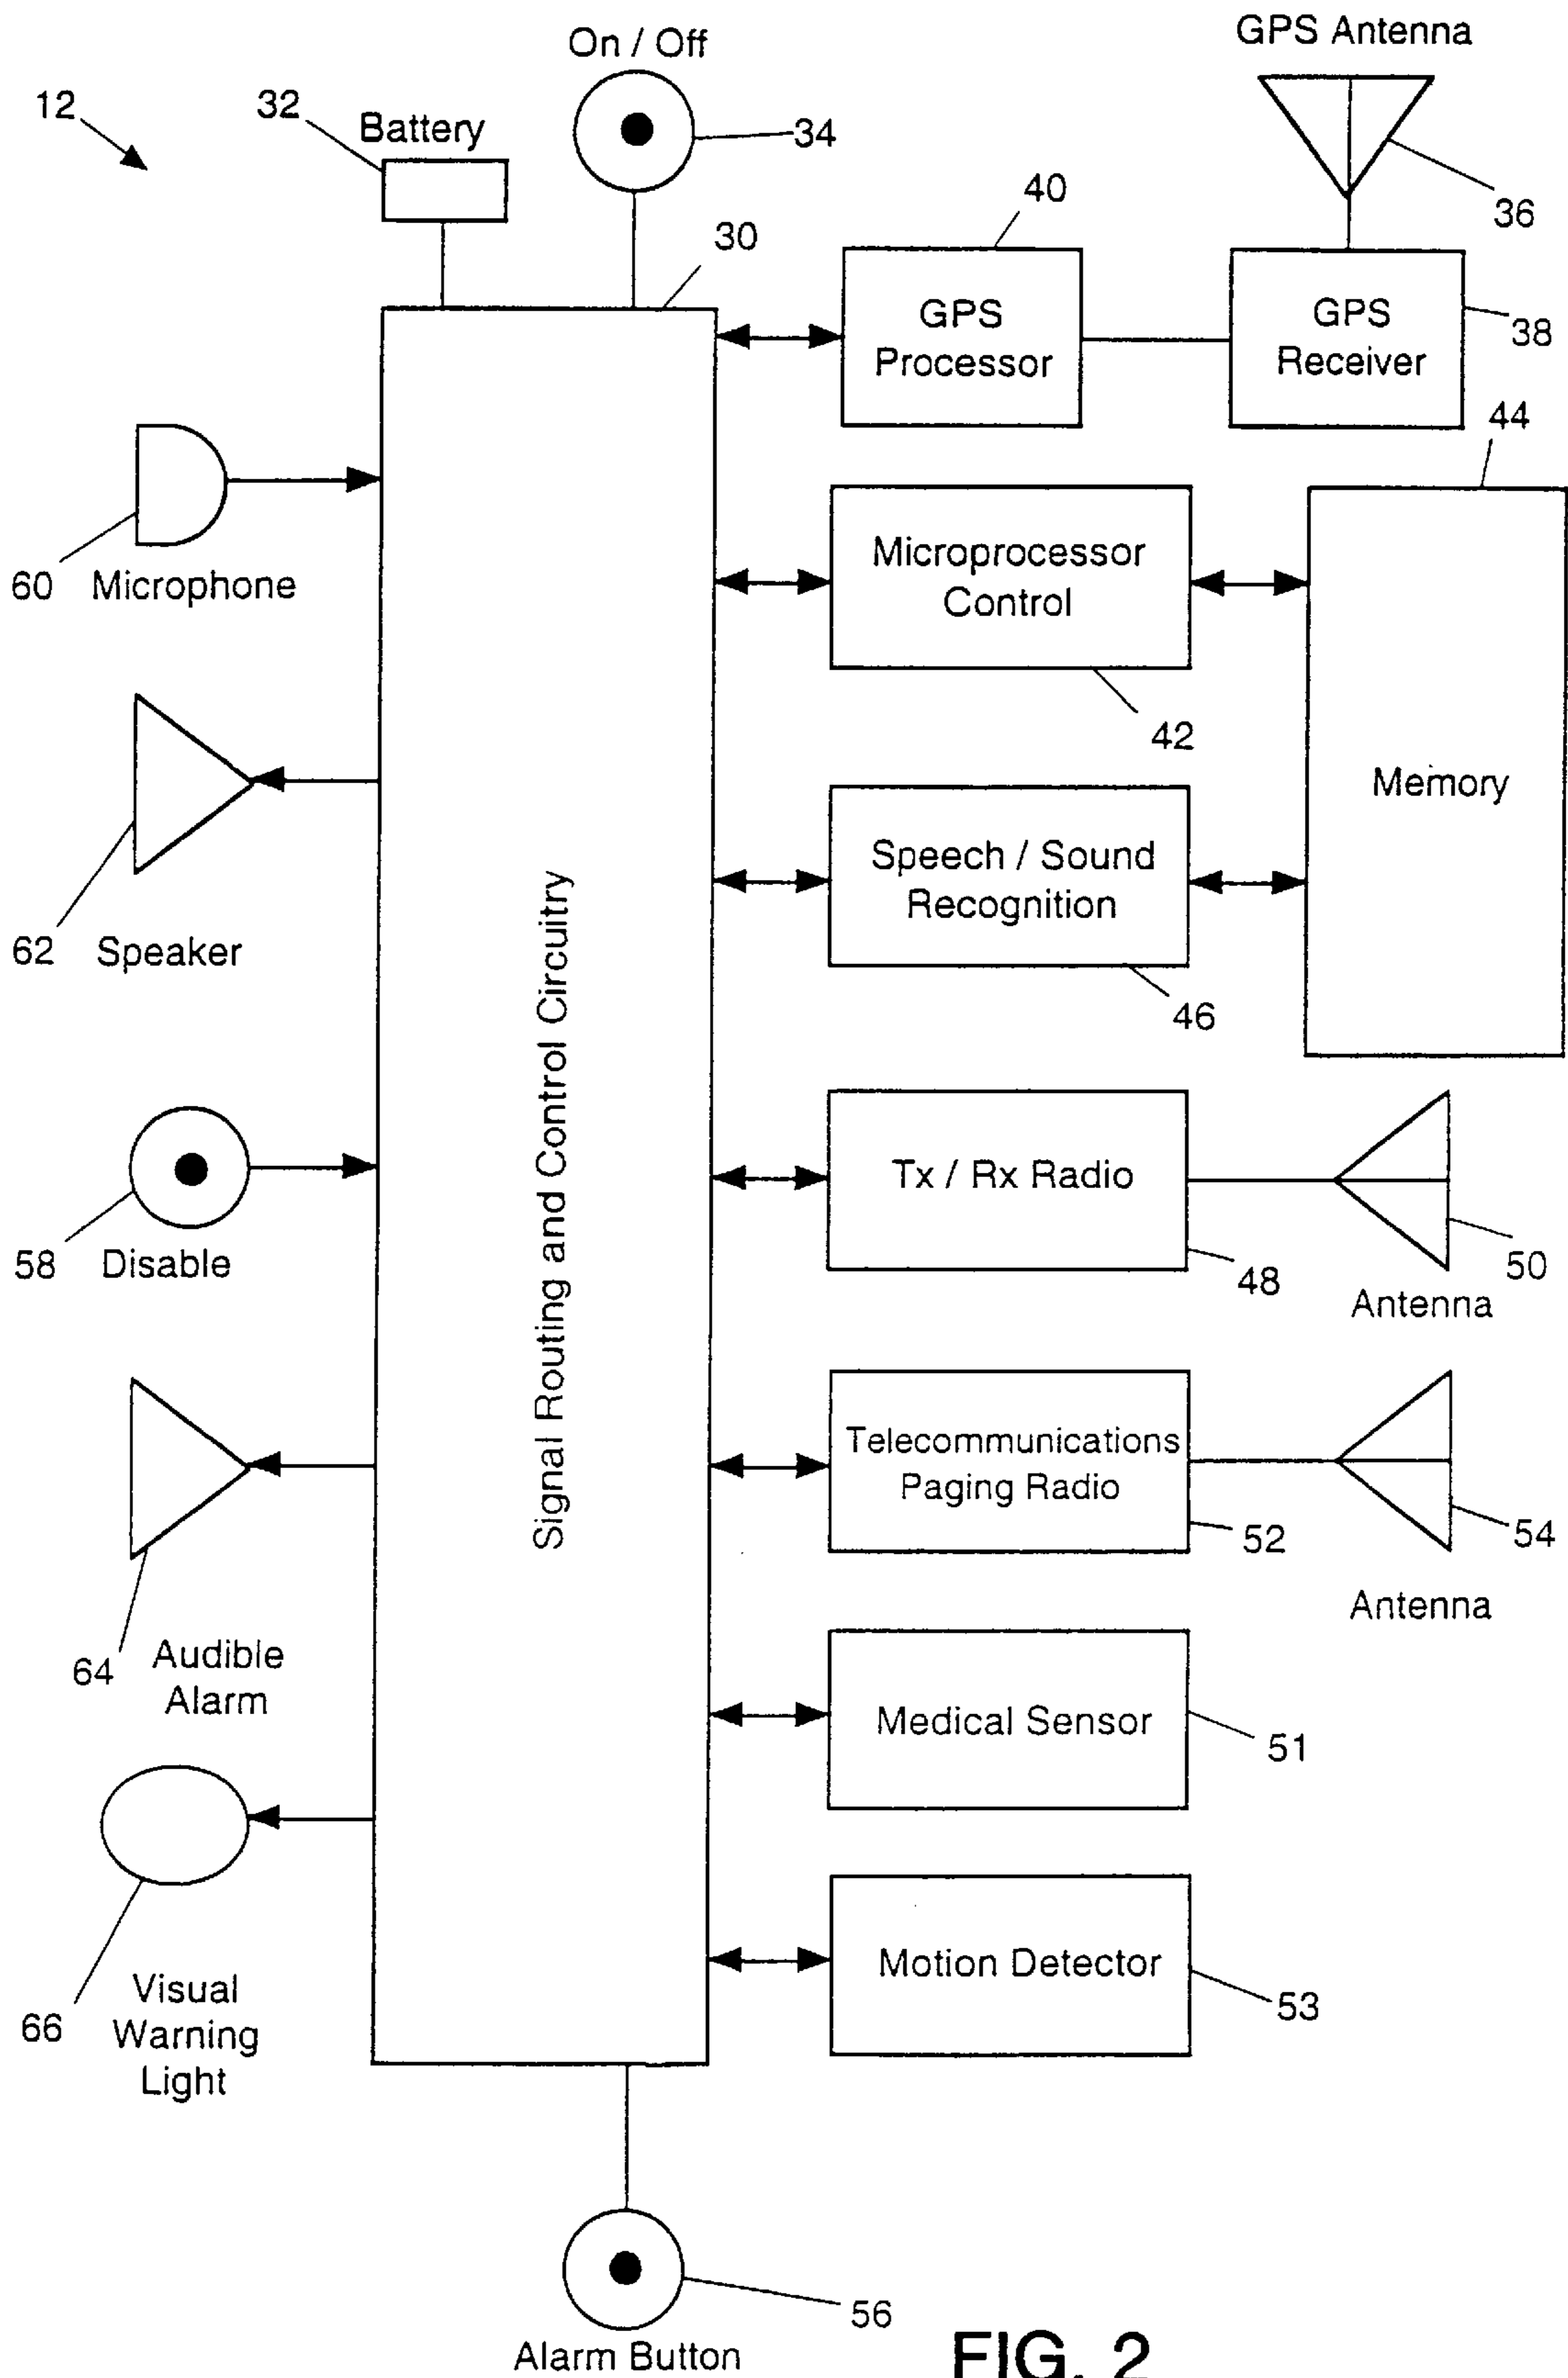 On / Off
GPS Antenna
12
32
Battery
34
36
40
30
GPS
Processor
GPS
Receiver
38
44
60
Microphone
Microprocessor
Control
42
Memory
Speech / Sound
Recognition
46
62
Speaker
Signal Routing and Control Circuitry
58
Disable
Tx / Rx Radio
48
50
Antenna
Telecommunications
Paging Radio
52
54
Antenna
64
Audible
Alarm
Medical Sensor
51
66
Visual
Warning
Light
Motion Detector
53
56
Alarm Button
FIG. 2